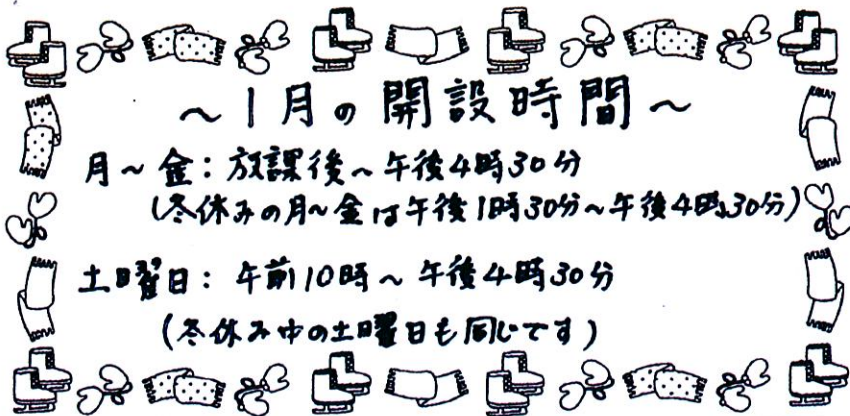 ～1月の開設時間～
月～金：放課後～午後4時30分
（冬休みの月～金は午後1時30分～午後4時30分）
土曜日：午前10時～午後4時30分
（冬休み中の土曜日も同じです）